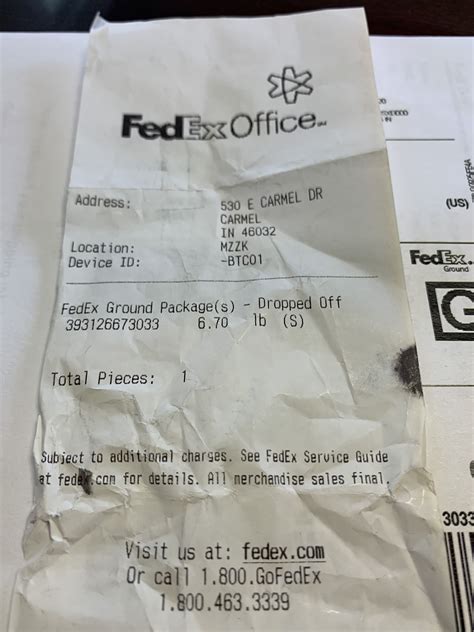 FedEx Office
Address: 530 E CARMEL DR
CARMEL
IN 46032
Location: MZZK
Device ID: -BTC01
FedEx Ground Package(s) - Dropped Off
393126673033 6.70 lb (S)
Total Pieces: 1
Subject to additional charges. See FedEx Service Guide
at fedex.com for details. All merchandise sales final.
Visit us at: fedex.com
Or call 1.800.GoFedEx
1.800.463.3339
(US)
FedEx
Ground
G
3033